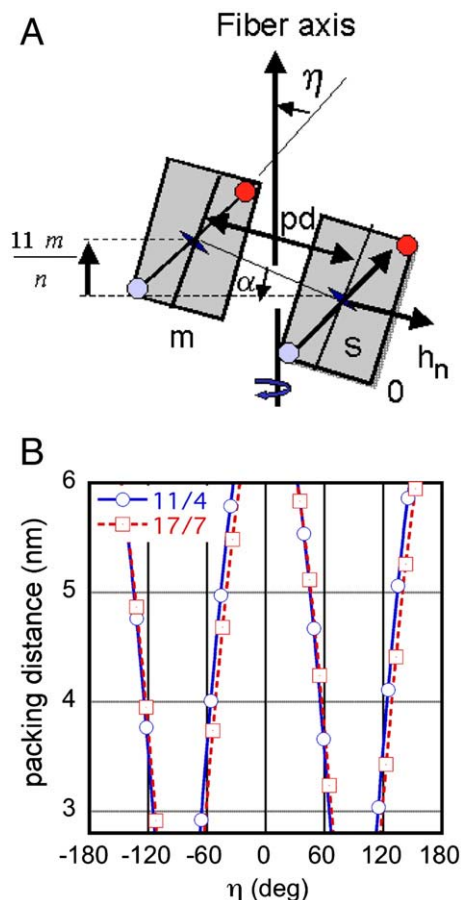 A
Fiber axis
η
11 m
n
pd
α
m
S
h_n
0
B
6
11/4
17/7
5
4
3
packing distance (nm)
-180 -120 -60 0 60 120 180
η (deg)